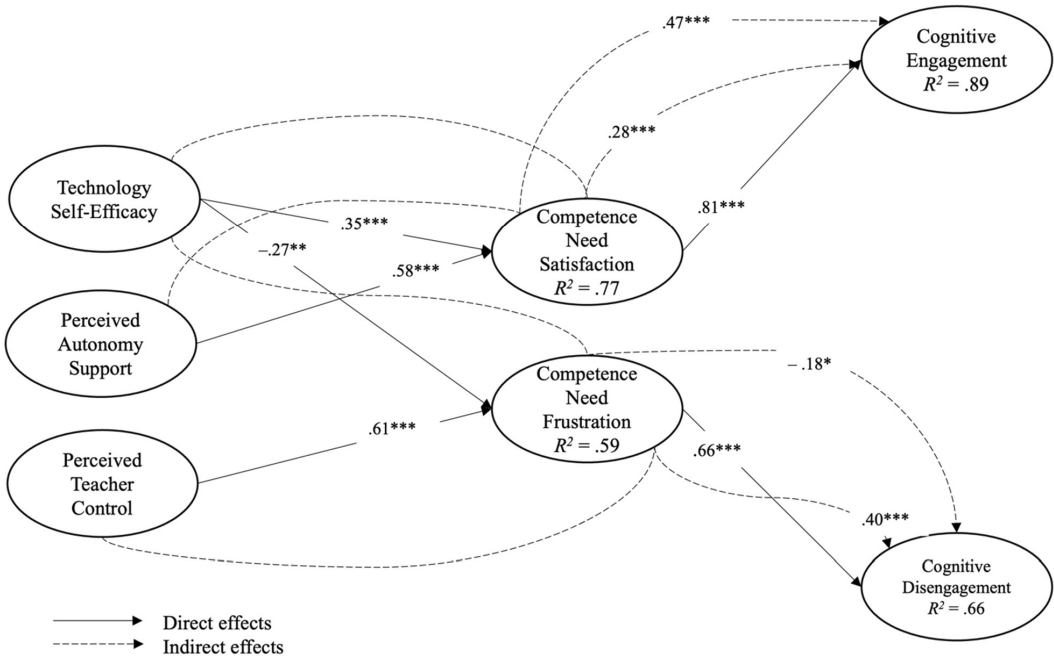 .47***
Cognitive
Engagement
R² = .89
.28***
Technology
Self-Efficacy
.35***
–.27**
.58***
Competence
Need
Satisfaction
R² = .77
.81***
Perceived
Autonomy
Support
Competence
Need
Frustration
R² = .59
– .18*
.61***
.66***
Perceived
Teacher
Control
.40***
Cognitive
Disengagement
R² = .66
Direct effects
Indirect effects